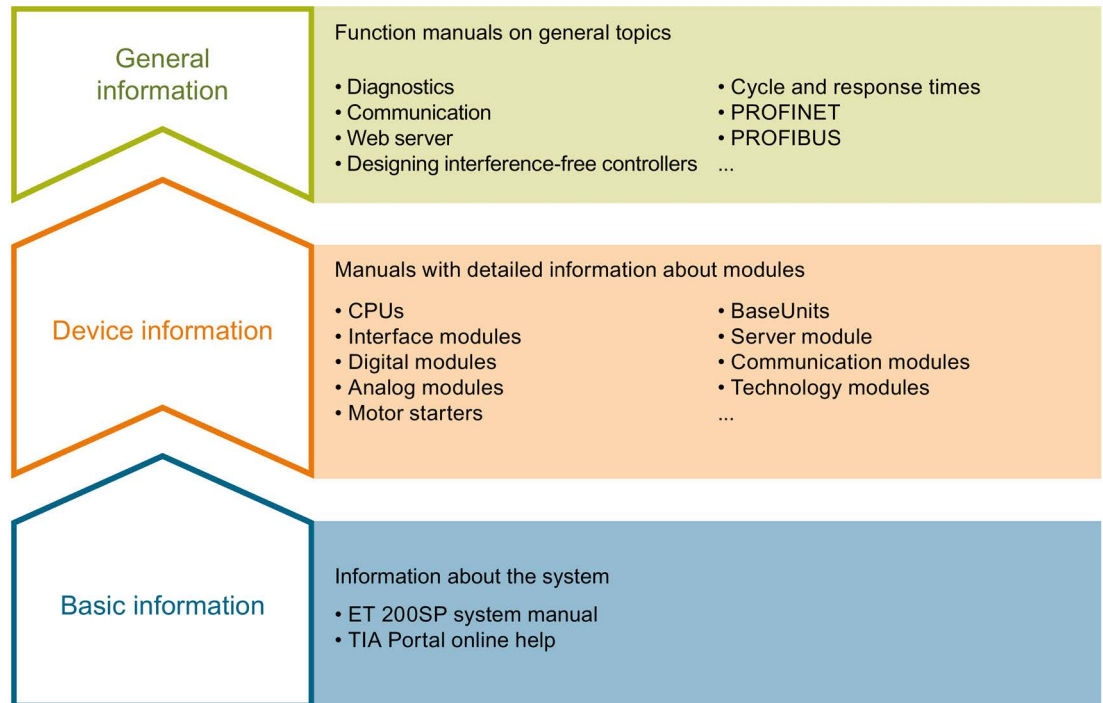 General
information
Function manuals on general topics
• Diagnostics
• Communication
• Web server
• Designing interference-free controllers
• Cycle and response times
• PROFINET
• PROFIBUS
...
Device information
Manuals with detailed information about modules
• CPUs
• Interface modules
• Digital modules
• Analog modules
• Motor starters
• BaseUnits
• Server module
• Communication modules
• Technology modules
...
Basic information
Information about the system
• ET 200SP system manual
• TIA Portal online help